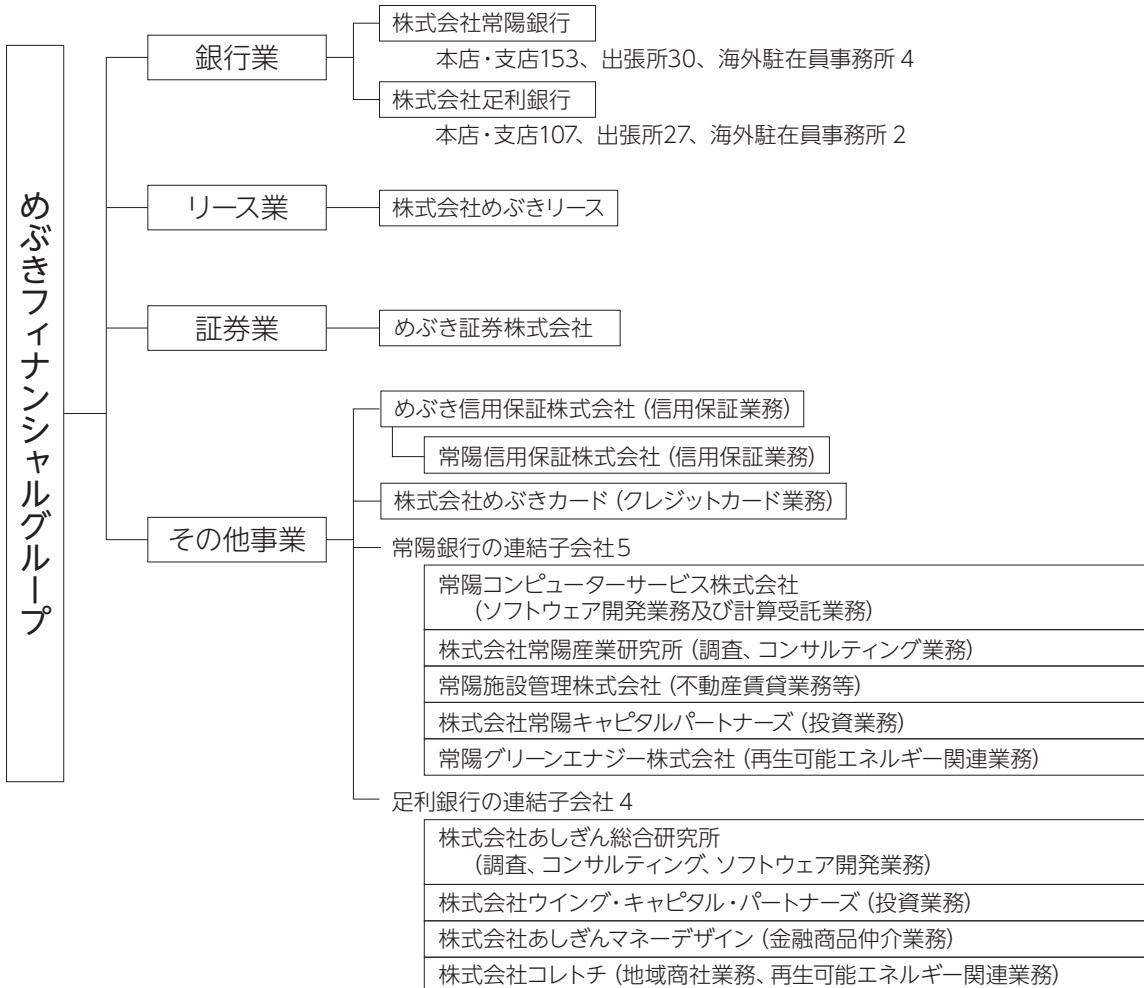 めぶきフィナンシャルグループ
銀行業
株式会社常陽銀行
本店・支店153、出張所30、海外駐在員事務所4
株式会社足利銀行
本店・支店107、出張所27、海外駐在員事務所2
リース業
株式会社めぶきリース
証券業
めぶき証券株式会社
その他事業
めぶき信用保証株式会社(信用保証業務)
常陽信用保証株式会社(信用保証業務)
株式会社めぶきカード(クレジットカード業務)
常陽銀行の連結子会社5
常陽コンピューターサービス株式会社
(ソフトウェア開発業務及び計算受託業務)
株式会社常陽産業研究所(調査、コンサルティング業務)
常陽施設管理株式会社(不動産賃貸業務等)
株式会社常陽キャピタルパートナーズ(投資業務)
常陽グリーンエナジー株式会社(再生可能エネルギー関連業務)
足利銀行の連結子会社4
株式会社あしぎん総合研究所
(調査、コンサルティング、ソフトウェア開発業務)
株式会社ウイング・キャピタル・パートナーズ(投資業務)
株式会社あしぎんマネーデザイン(金融商品仲介業務)
株式会社コレトチ(地域商社業務、再生可能エネルギー関連業務)